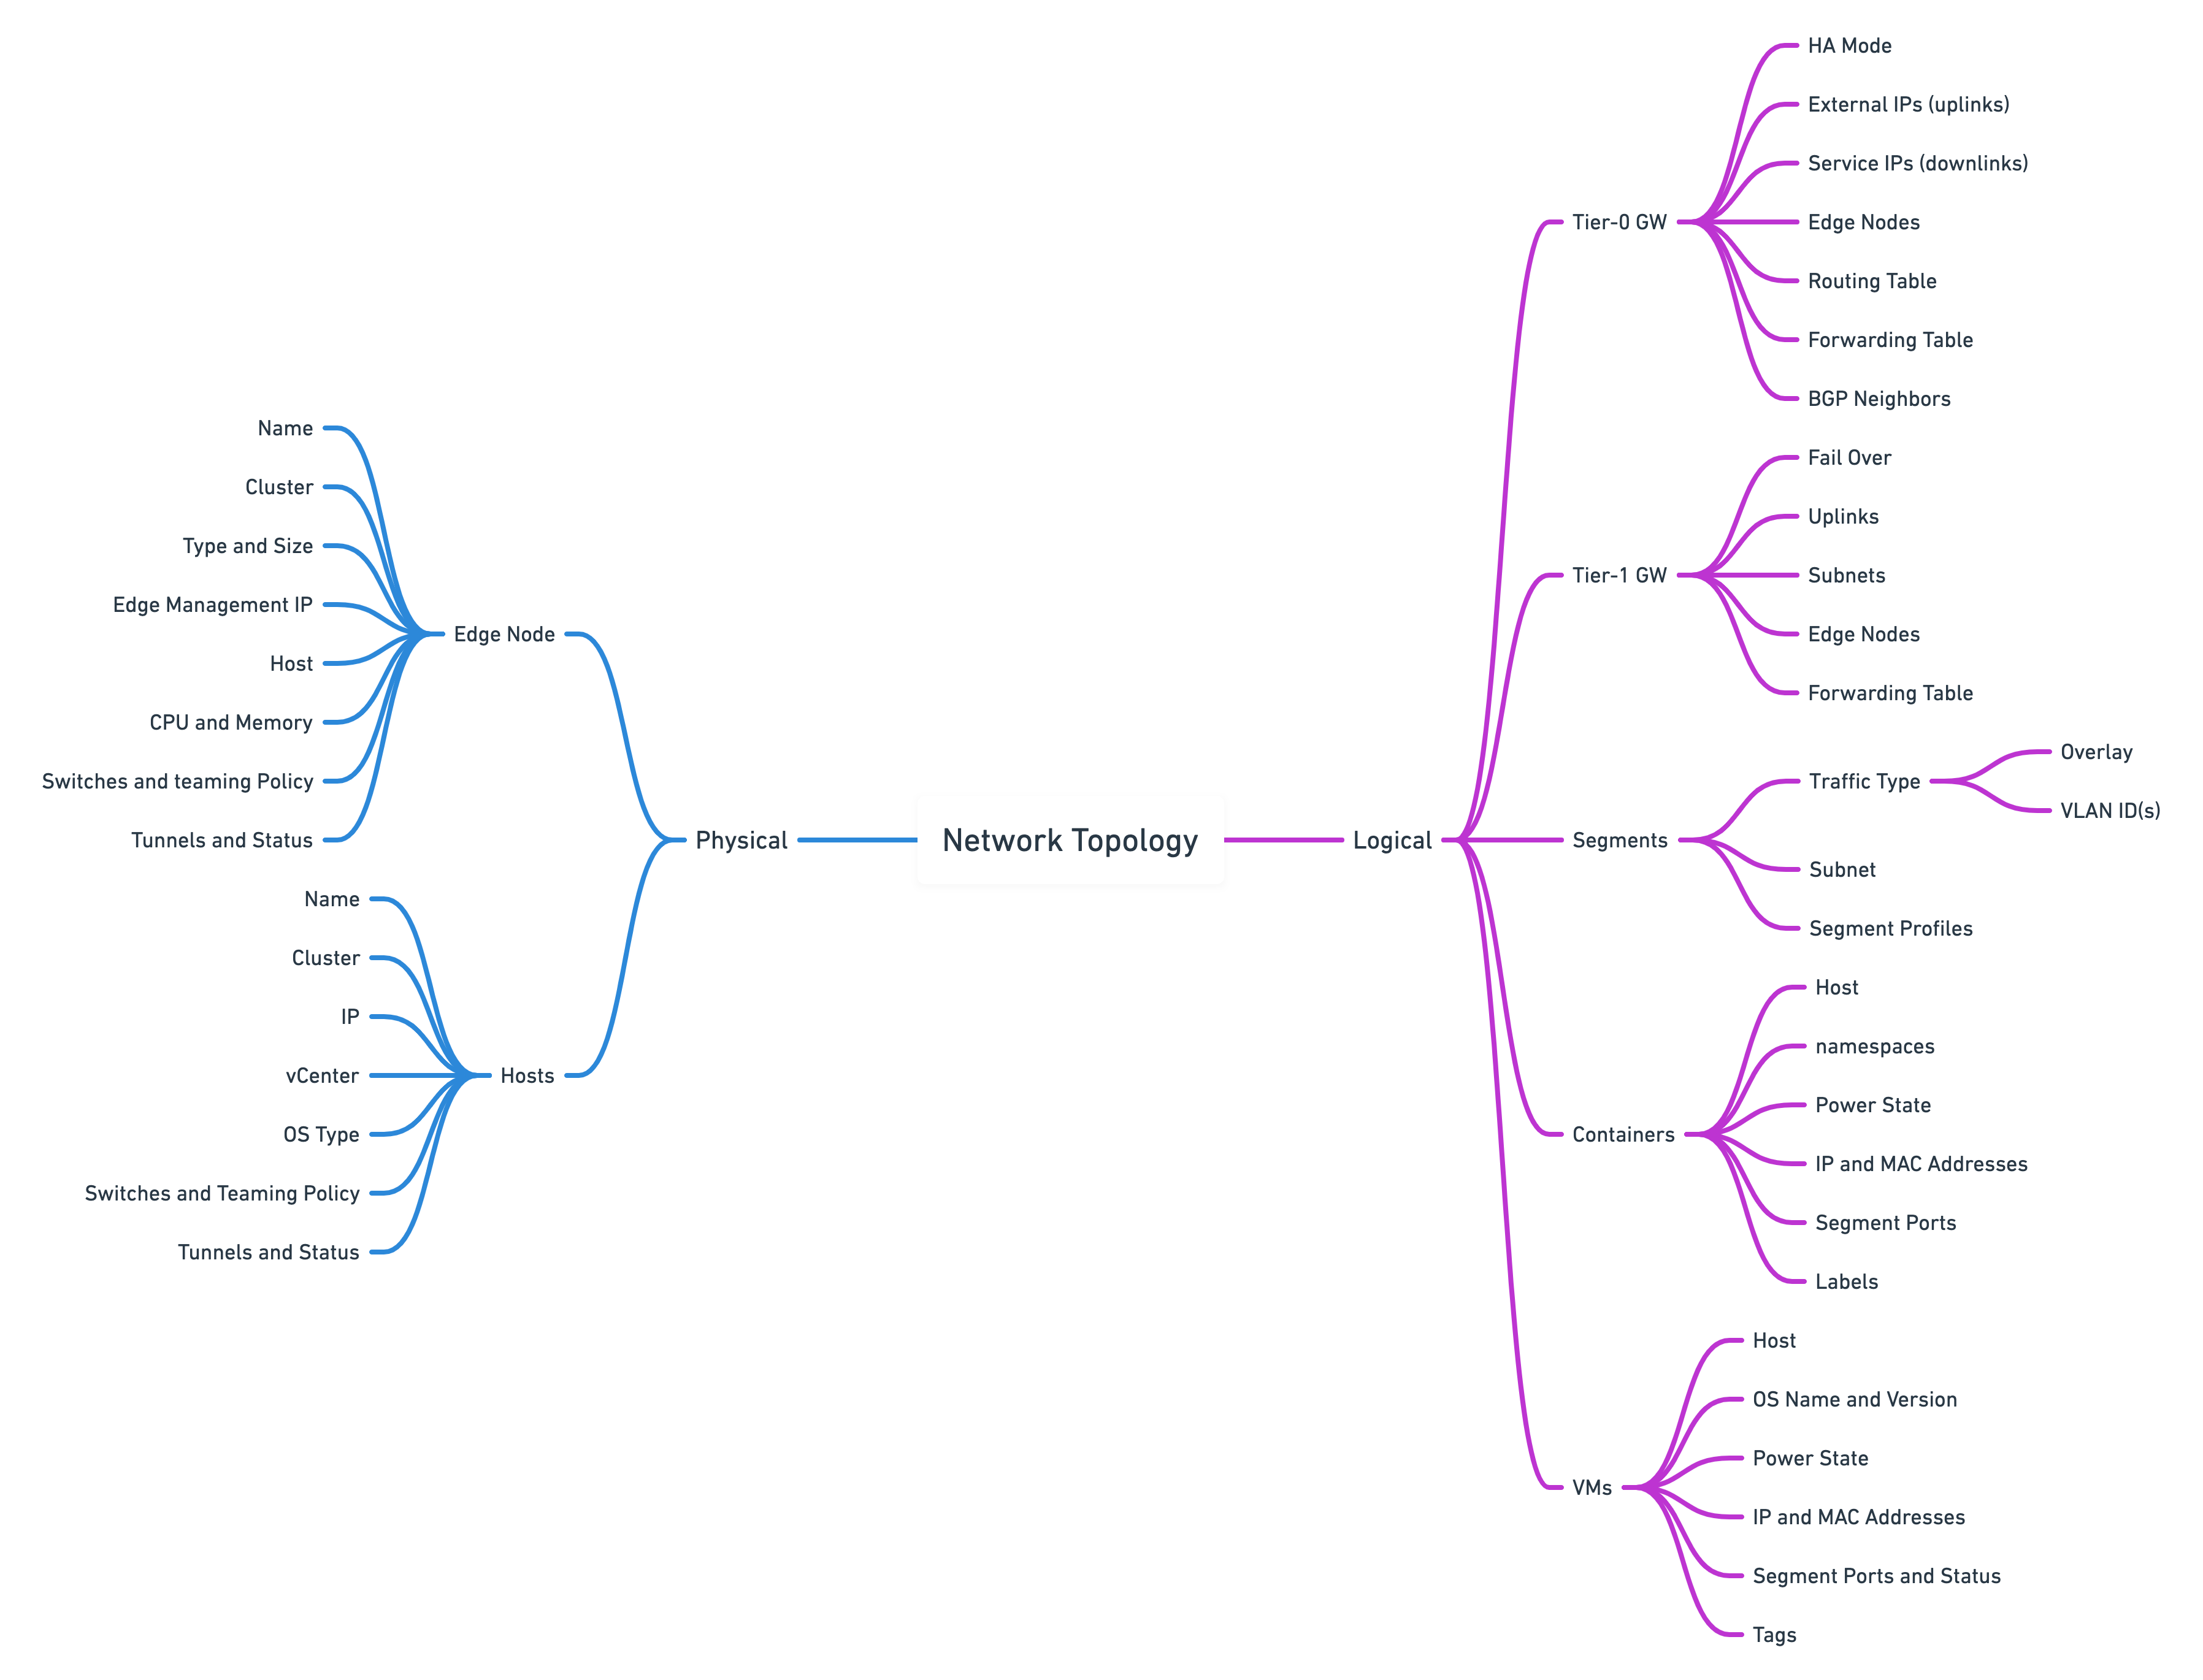 Network Topology
Physical
Edge Node
Name
Cluster
Type and Size
Edge Management IP
Host
CPU and Memory
Switches and teaming Policy
Tunnels and Status
Hosts
Name
Cluster
IP
vCenter
OS Type
Switches and Teaming Policy
Tunnels and Status
Logical
Tier-0 GW
HA Mode
External IPs (uplinks)
Service IPs (downlinks)
Edge Nodes
Routing Table
Forwarding Table
BGP Neighbors
Tier-1 GW
Fail Over
Uplinks
Subnets
Edge Nodes
Forwarding Table
Segments
Traffic Type
Overlay
VLAN ID(s)
Subnet
Segment Profiles
Containers
Host
namespaces
Power State
IP and MAC Addresses
Segment Ports
Labels
VMs
Host
OS Name and Version
Power State
IP and MAC Addresses
Segment Ports and Status
Tags